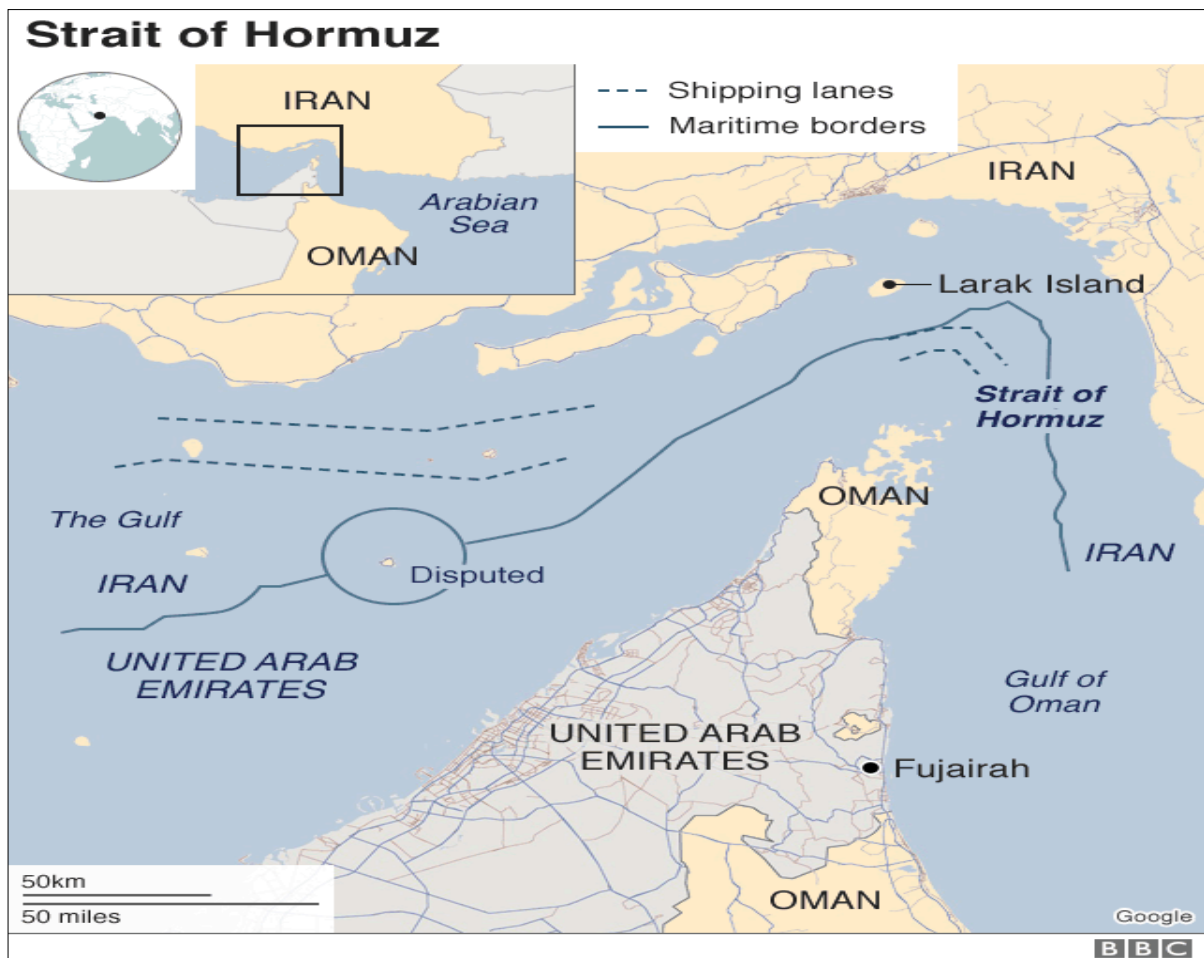 Strait of Hormuz
IRAN
Arabian
Sea
OMAN
Shipping lanes
Maritime borders
IRAN
Larak Island
Strait of
Hormuz
OMAN
The Gulf
IRAN
Disputed
IRAN
UNITED ARAB
EMIRATES
Gulf of
Oman
UNITED ARAB
EMIRATES
Fujairah
50km
50 miles
OMAN
Google
BBC